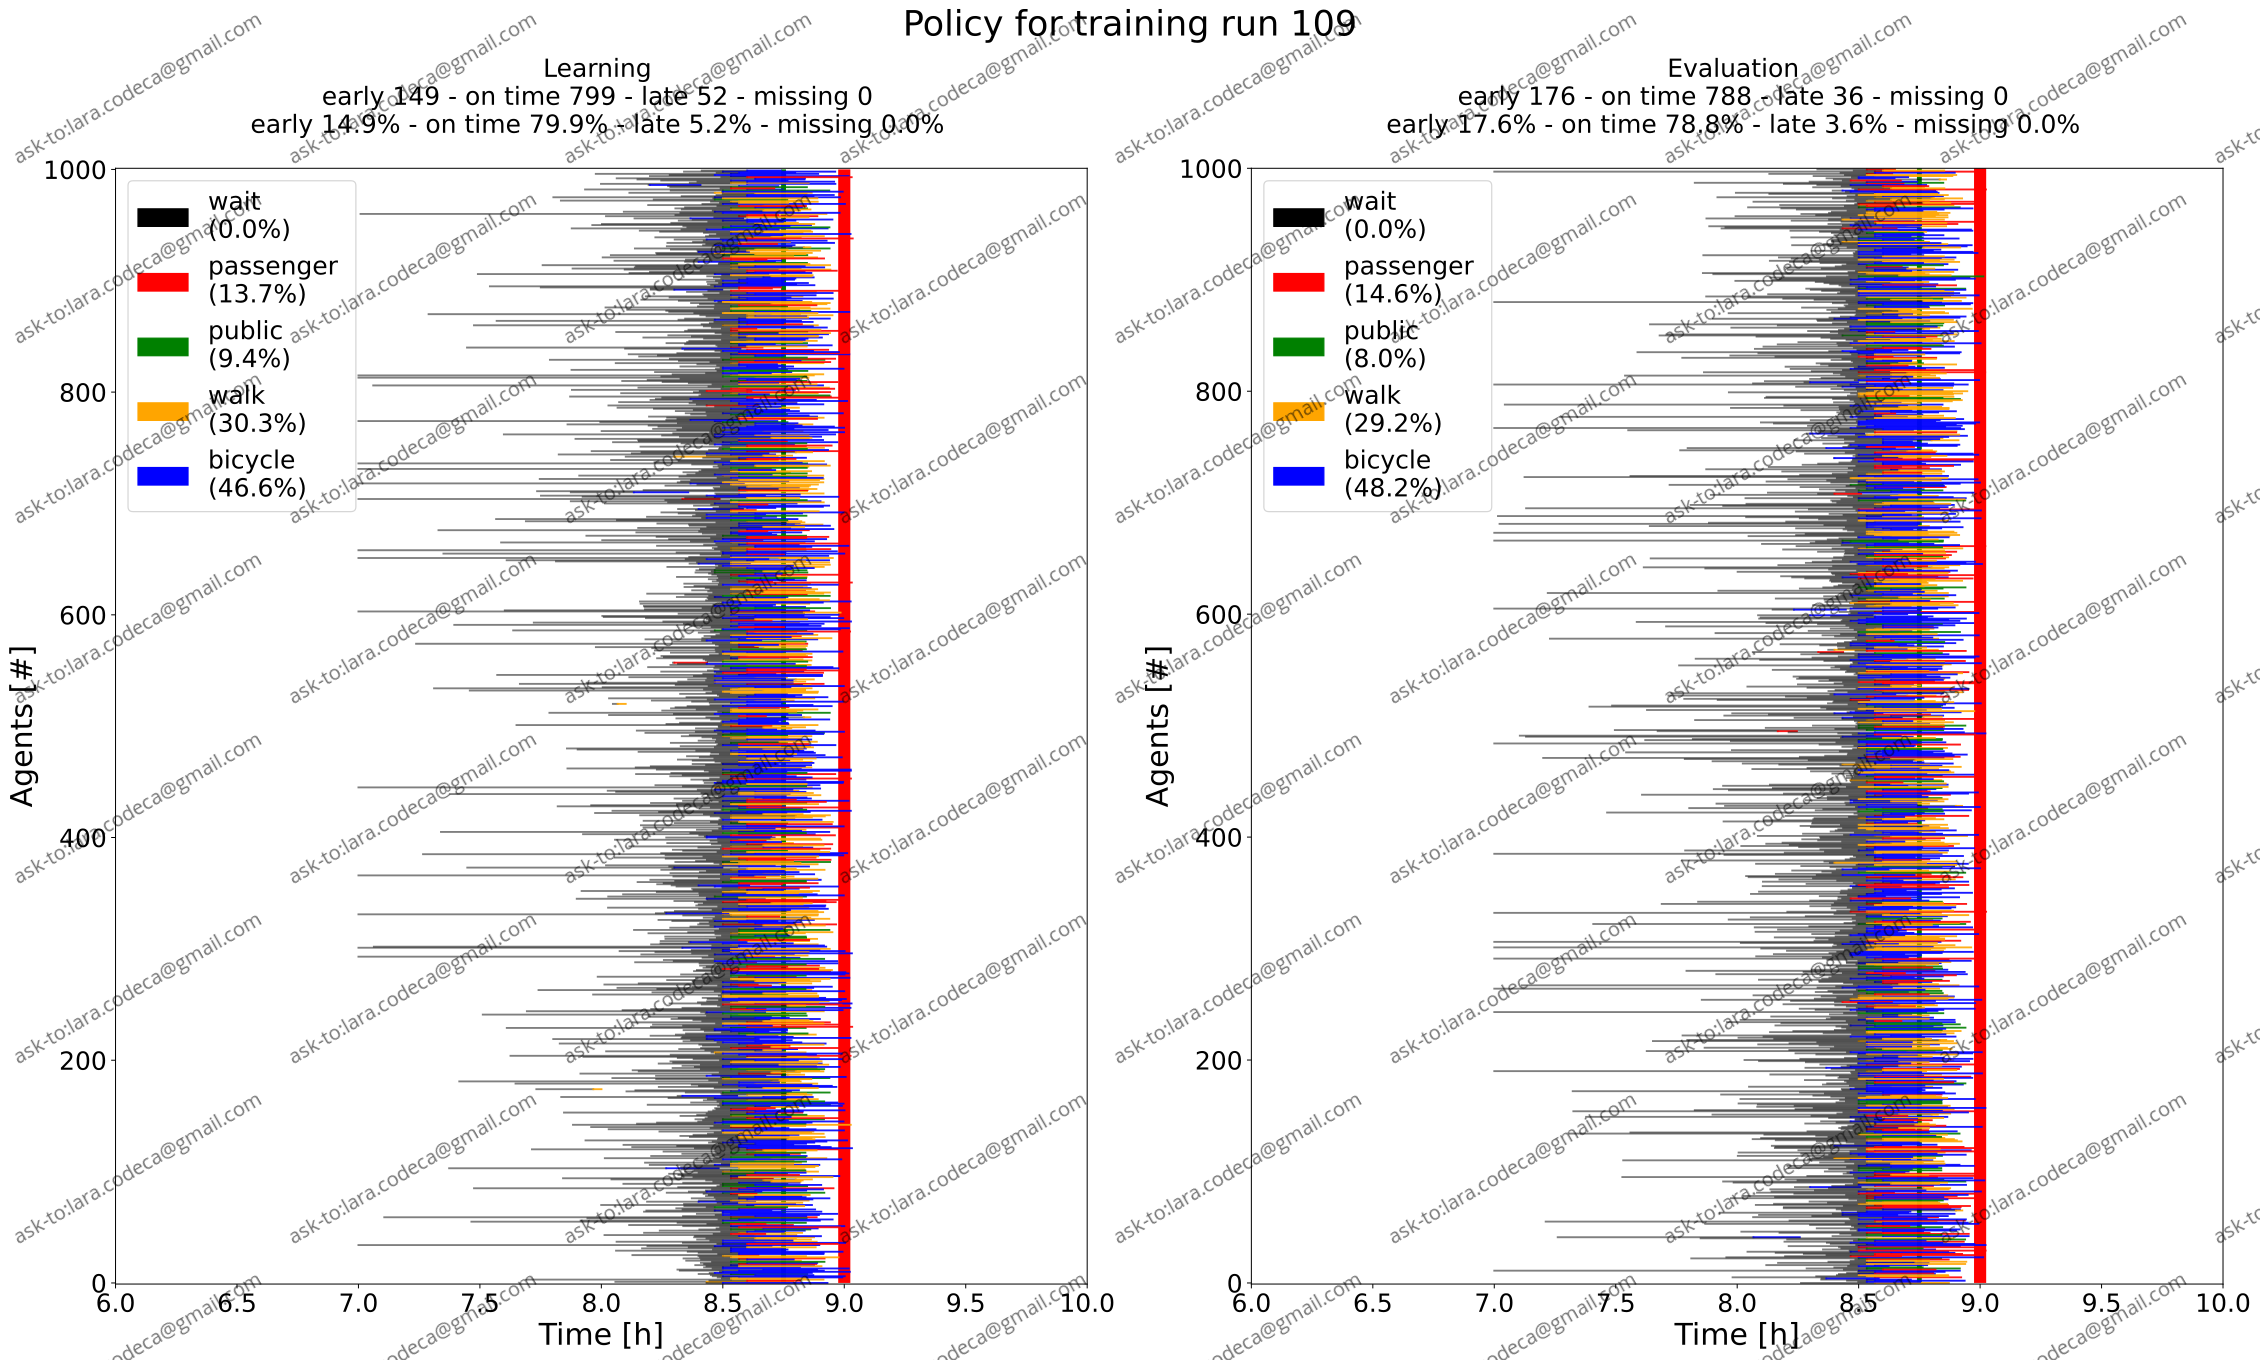 Policy for training run 109
Learning
early 149 - on time 799 - late 52 - missing 0
early 14.9% - on time 79.9% - late 5.2% - missing 0.0%
1000
800
600
400
200
0
Agents [#]
wait
(0.0%)
passenger
(13.7%)
public
(9.4%)
walk
(30.3%)
bicycle
(46.6%)
6.0 6.5 7.0 7.5 8.0 8.5 9.0 9.5 10.0
Time [h]
Evaluation
early 176 - on time 788 - late 36 - missing 0
early 17.6% - on time 78.8% - late 3.6% - missing 0.0%
1000
800
600
400
200
0
Agents [#]
wait
(0.0%)
passenger
(14.6%)
public
(8.0%)
walk
(29.2%)
bicycle
(48.2%)
6.0 6.5 7.0 7.5 8.0 8.5 9.0 9.5 10.0
Time [h]
ask-to:lara.codeca@gmail.com